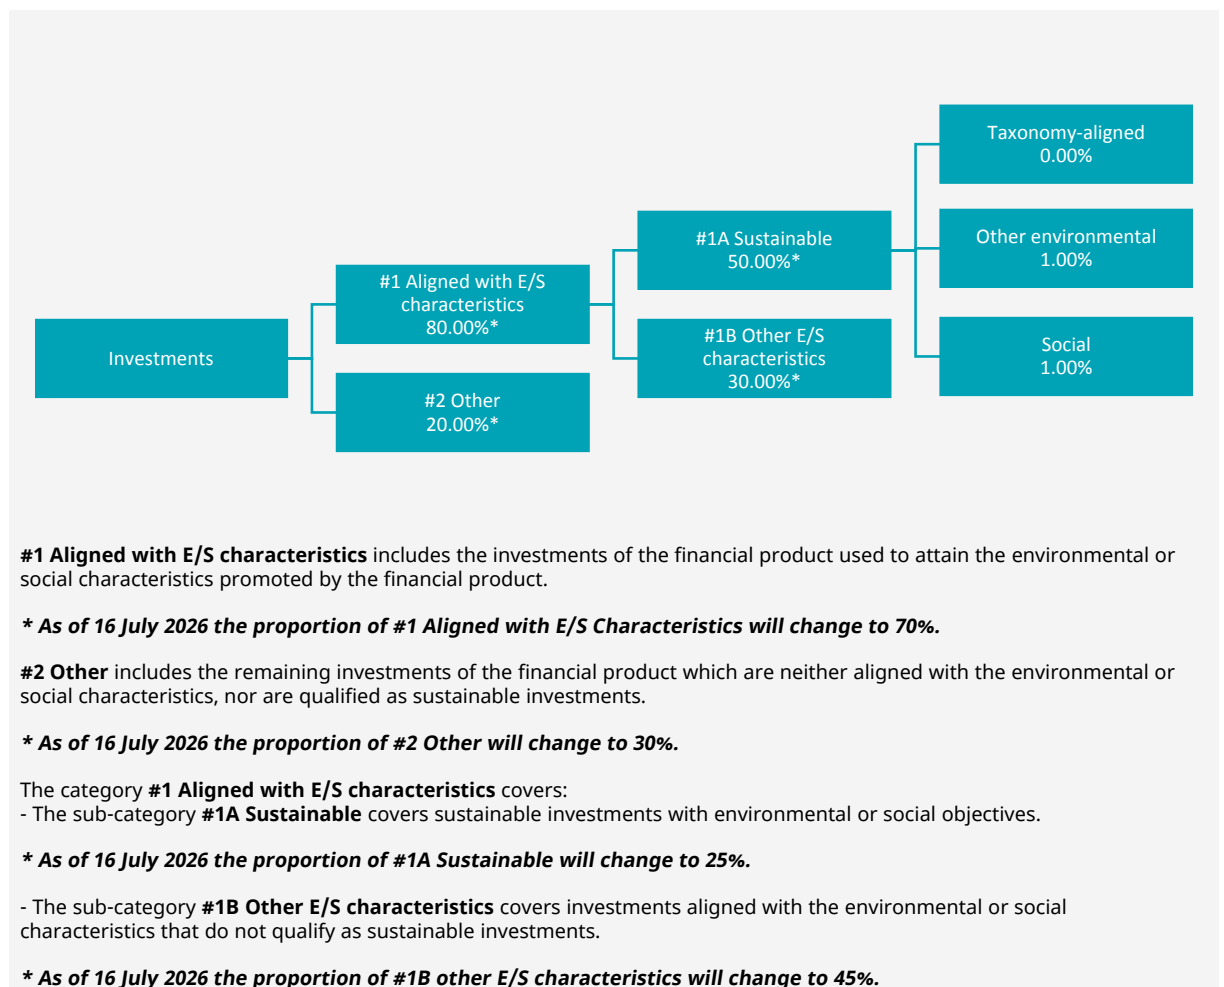 Investments
#1 Aligned with E/S
characteristics
80.00%*
#2 Other
20.00%*
#1A Sustainable
50.00%*
#1B Other E/S
characteristics
30.00%*
Taxonomy-aligned
0.00%
Other environmental
1.00%
Social
1.00%
#1 Aligned with E/S characteristics includes the investments of the financial product used to attain the environmental or
social characteristics promoted by the financial product.
* As of 16 July 2026 the proportion of #1 Aligned with E/S Characteristics will change to 70%.
#2 Other includes the remaining investments of the financial product which are neither aligned with the environmental or
social characteristics, nor are qualified as sustainable investments.
* As of 16 July 2026 the proportion of #2 Other will change to 30%.
The category #1 Aligned with E/S characteristics covers:
- The sub-category #1A Sustainable covers sustainable investments with environmental or social objectives.
* As of 16 July 2026 the proportion of #1A Sustainable will change to 25%.
- The sub-category #1B Other E/S characteristics covers investments aligned with the environmental or social
characteristics that do not qualify as sustainable investments.
* As of 16 July 2026 the proportion of #1B other E/S characteristics will change to 45%.